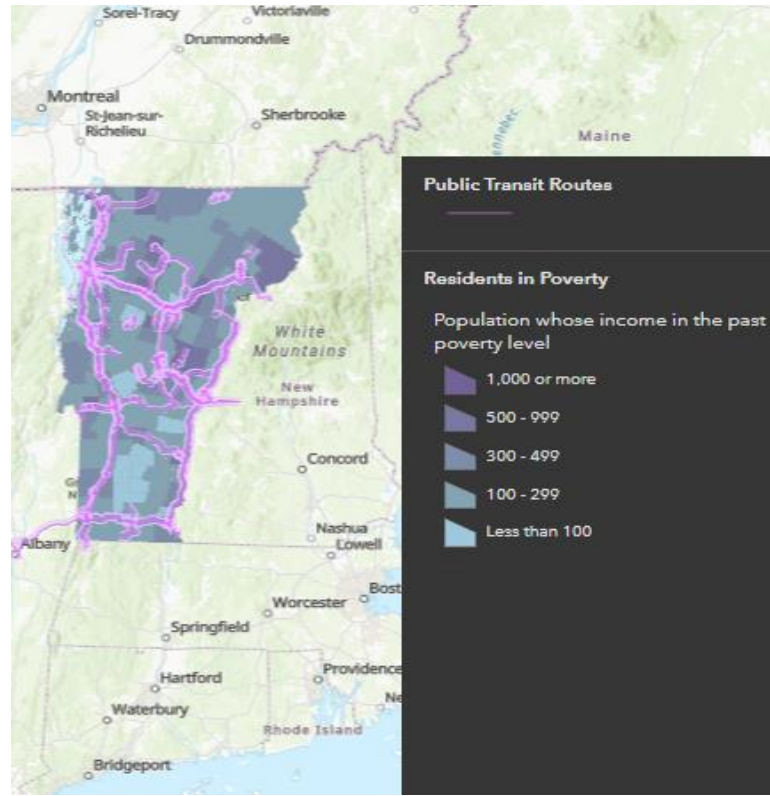 Sorel-Tracy
Victoriaville
Drummondville
Montreal
St-Jean-sur-
Richelieu
Sherbrooke
Maine
White
Mountains
New
Hampshire
Concord
Albany
Nashua
Lowell
Bost
Worcester
Springfield
Hartford
Providence
Ne
Waterbury
Rhode Island
Bridgeport
Public Transit Routes
Residents in Poverty
Population whose income in the past
poverty level
1,000 or more
500 - 999
300 - 499
100 - 299
Less than 100